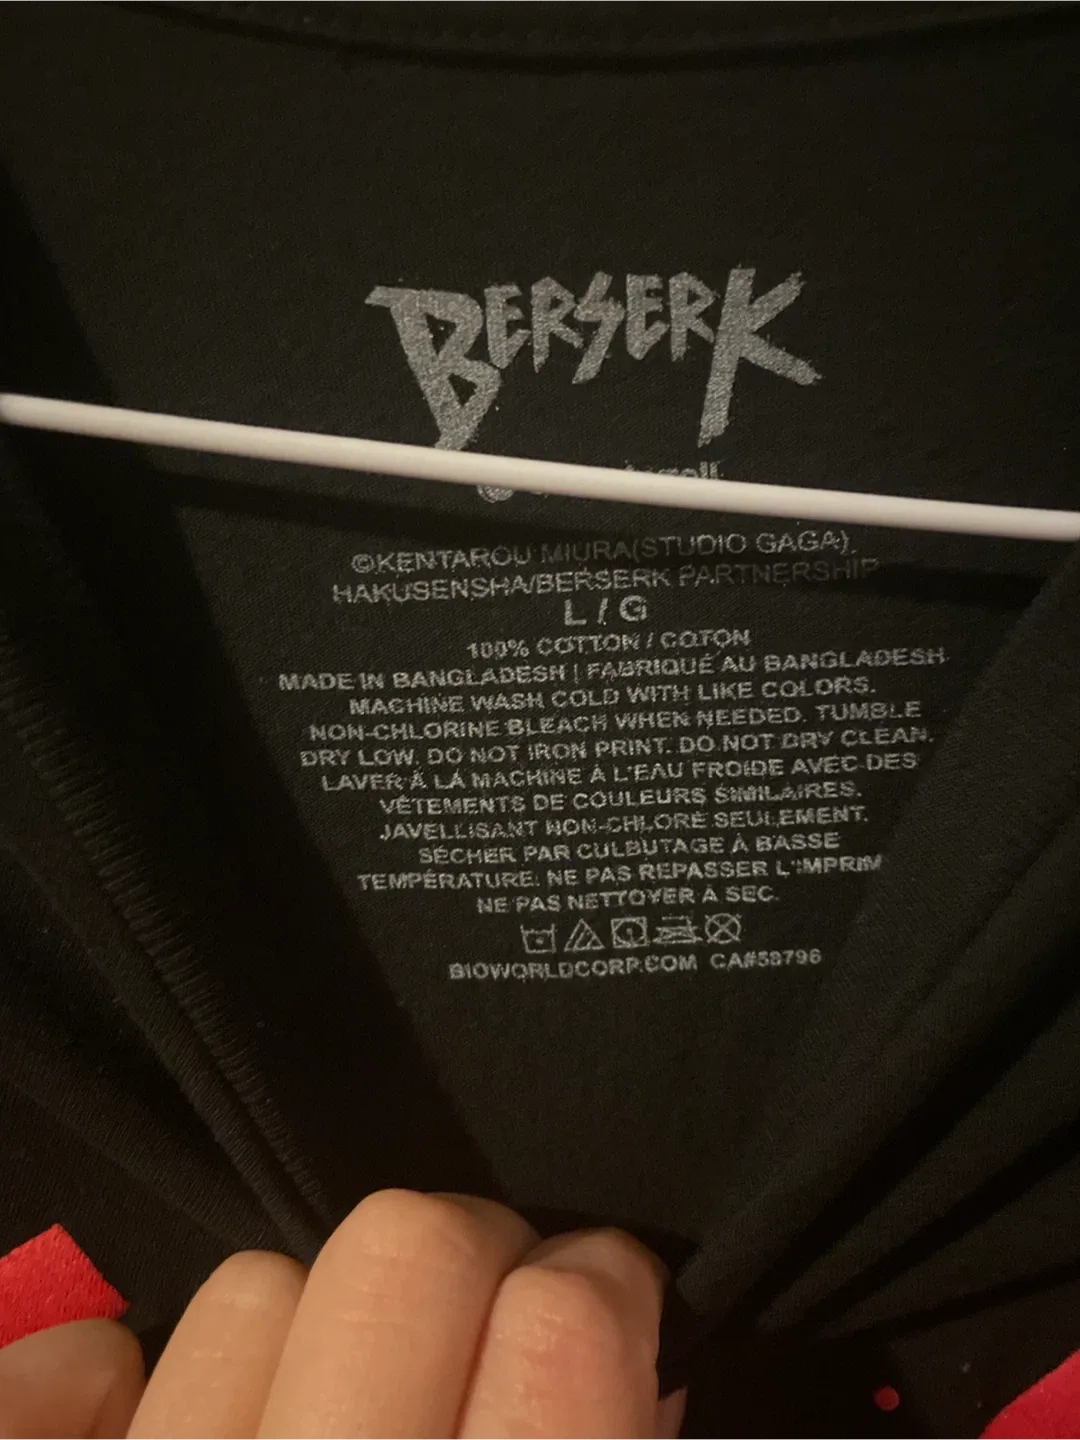 BERSERK
©KENTAROU MIURA(STUDIO GAGA),
HAKUSENSHA/BERSERK PARTNERSHIP
L / G
100% COTTON / COTON
MADE IN BANGLADESH | FABRIQUÉ AU BANGLADESH
MACHINE WASH COLD WITH LIKE COLORS.
NON-CHLORINE BLEACH WHEN NEEDED. TUMBLE
DRY LOW. DO NOT IRON PRINT. DO NOT DRY CLEAN.
LAVER À LA MACHINE À L'EAU FROIDE AVEC DES
VÊTEMENTS DE COULEURS SIMILAIRES.
JAVELLISANT NON-CHLORE SEULEMENT.
SÉCHER PAR CULBUTAGE À BASSE
TEMPÉRATURE. NE PAS REPASSER L'IMPRIM
NE PAS NETTOYER À SEC.
BIOWORLDCORP.COM CA#58796